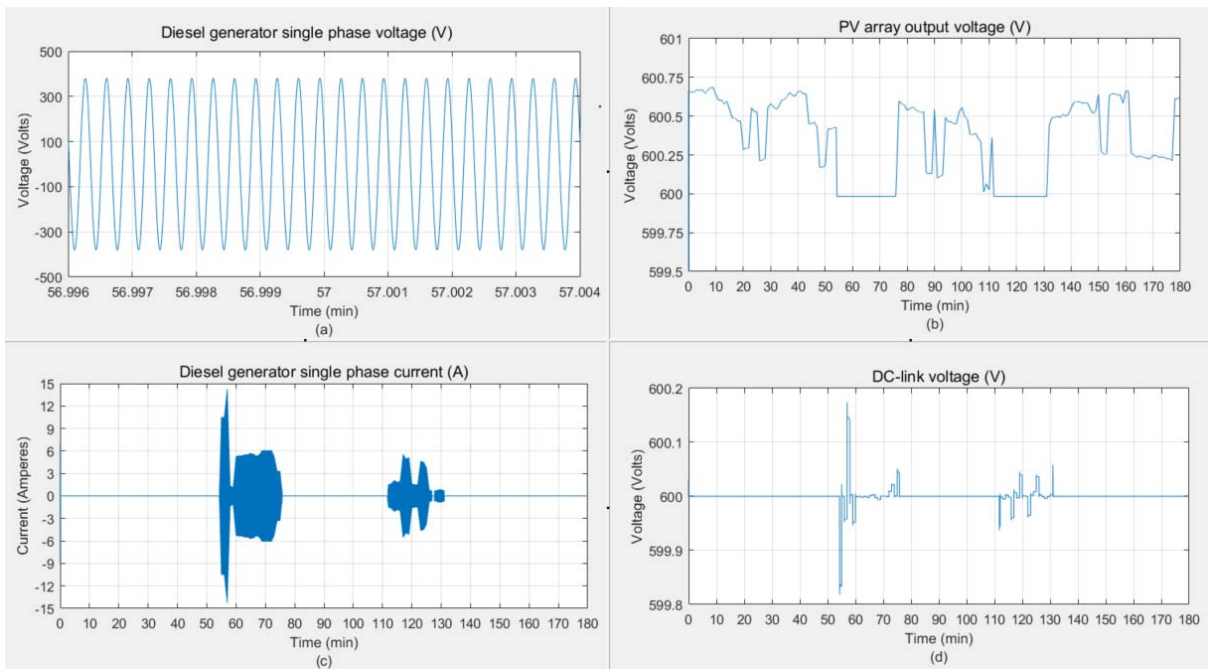 Diesel generator single phase voltage (V)
500
300
100
-100
-300
-500
Voltage (Volts)
56.996 56.997 56.998 56.999 57 57.001 57.002 57.003 57.004
Time (min)
(a)
PV array output voltage (V)
601
600.75
600.5
600.25
600
599.75
599.5
Voltage (Volts)
0 10 20 30 40 50 60 70 80 90 100 110 120 130 140 150 160 170 180
Time (min)
(b)
Diesel generator single phase current (A)
15
12
9
6
3
0
-3
-6
-9
-12
-15
Current (Amperes)
0 10 20 30 40 50 60 70 80 90 100 110 120 130 140 150 160 170 180
Time (min)
(c)
DC-link voltage (V)
600.2
600.1
600
599.9
599.8
Voltage (Volts)
0 10 20 30 40 50 60 70 80 90 100 110 120 130 140 150 160 170 180
Time (min)
(d)